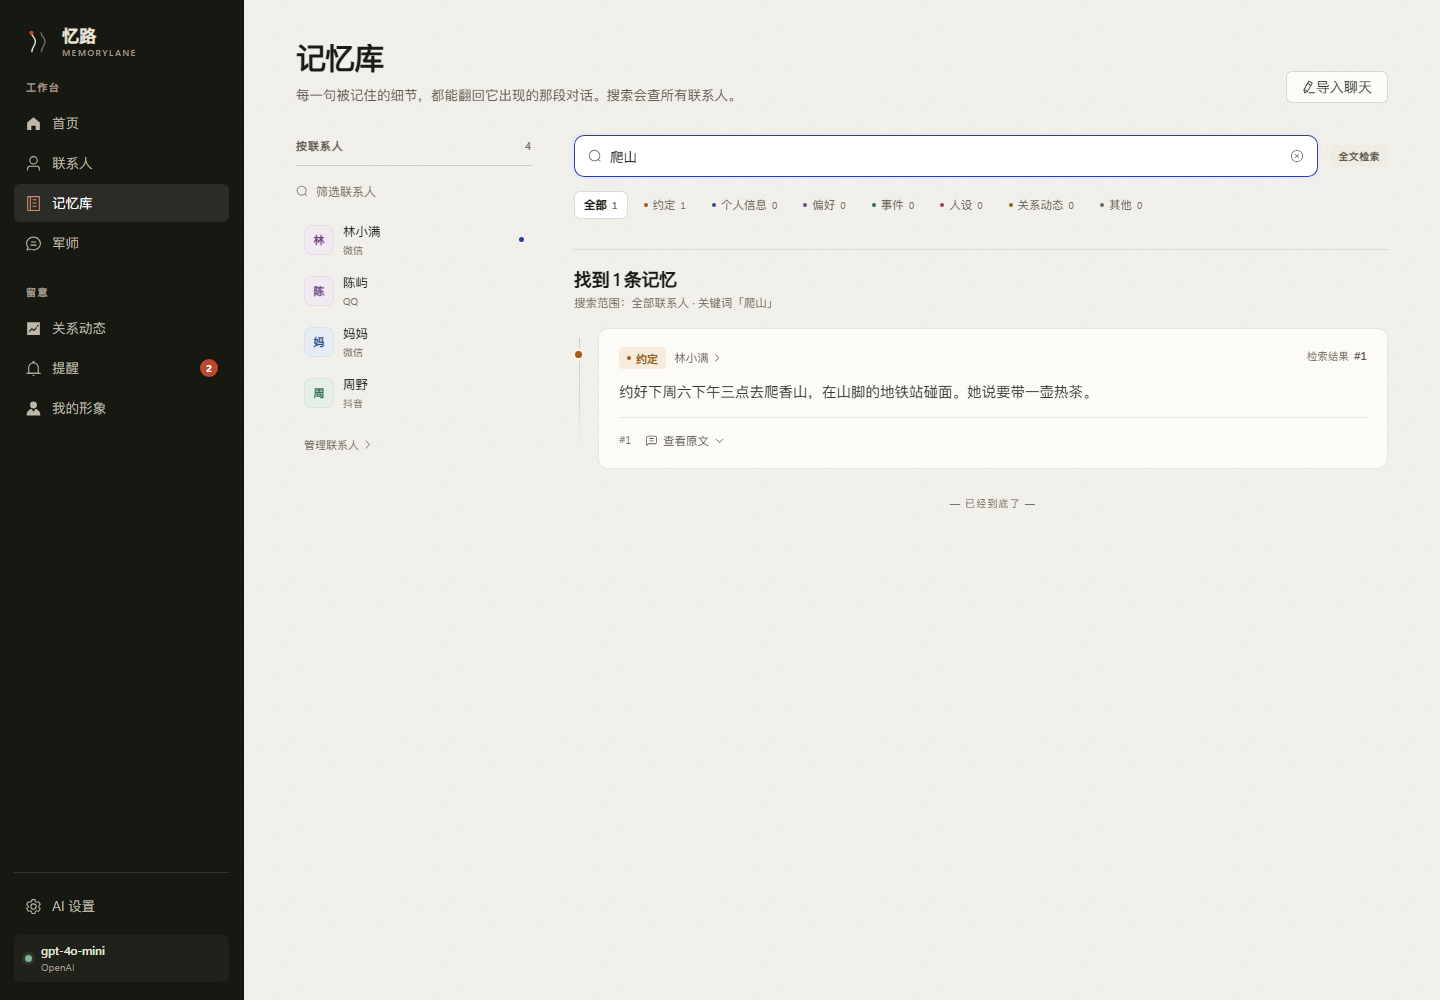 忆路
MEMORYLANE
工作台
首页
联系人
记忆库
军师
留意
关系动态
提醒 2
我的形象
AI 设置
gpt-4o-mini
OpenAI
记忆库
每一句被记住的细节，都能翻回它出现的那段对话。搜索会查所有联系人。
导入聊天
按联系人 4
筛选联系人
林 林小满
微信
陈 陈屿
QQ
妈 妈妈
微信
周 周野
抖音
管理联系人
爬山
全文检索
全部 1 约定 1 个人信息 0 偏好 0 事件 0 人设 0 关系动态 0 其他 0
找到 1 条记忆
搜索范围：全部联系人 · 关键词「爬山」
约定 林小满 检索结果 #1
约好下周六下午三点去爬香山，在山脚的地铁站碰面。她说要带一壶热茶。
#1 查看原文
— 已经到底了 —